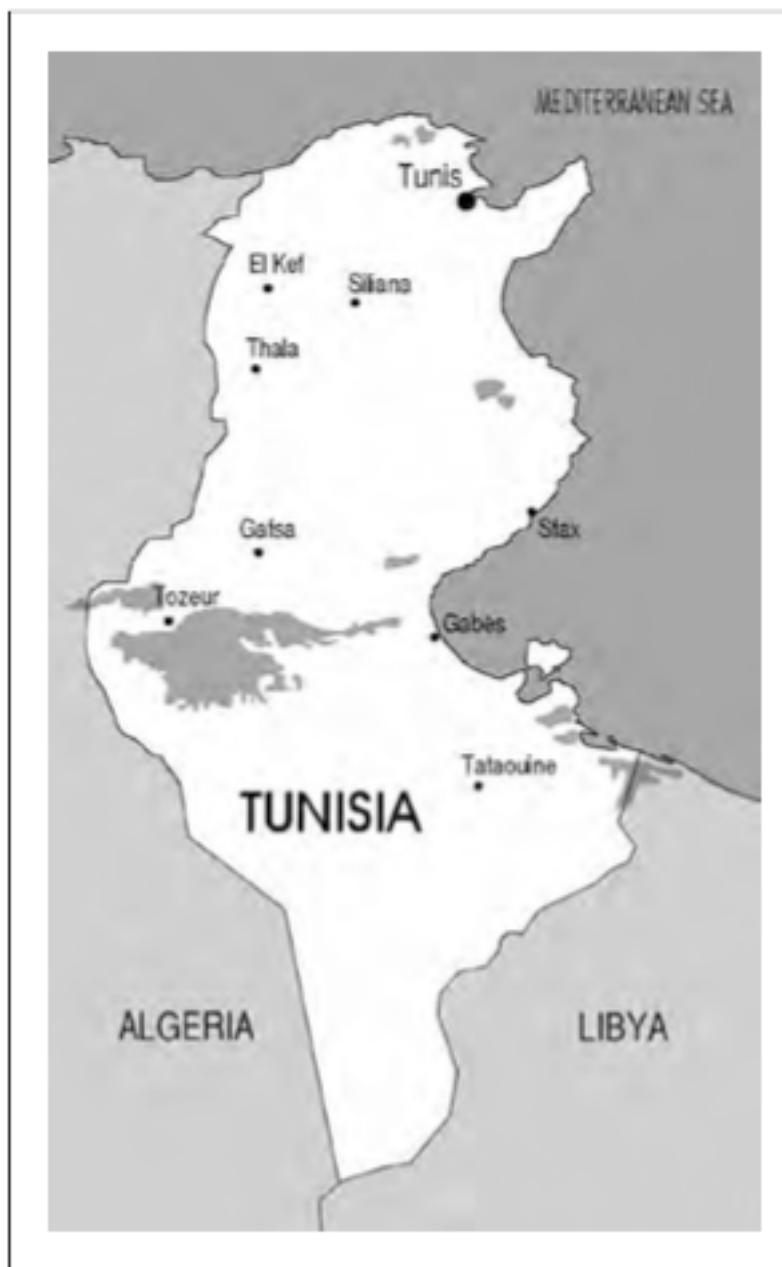 MEDITERRANEAN SEA
Tunis
El Kef
Siliana
Thala
Sfax
Gafsa
Tozeur
Gabès
Tataouine
TUNISIA
ALGERIA
LIBYA